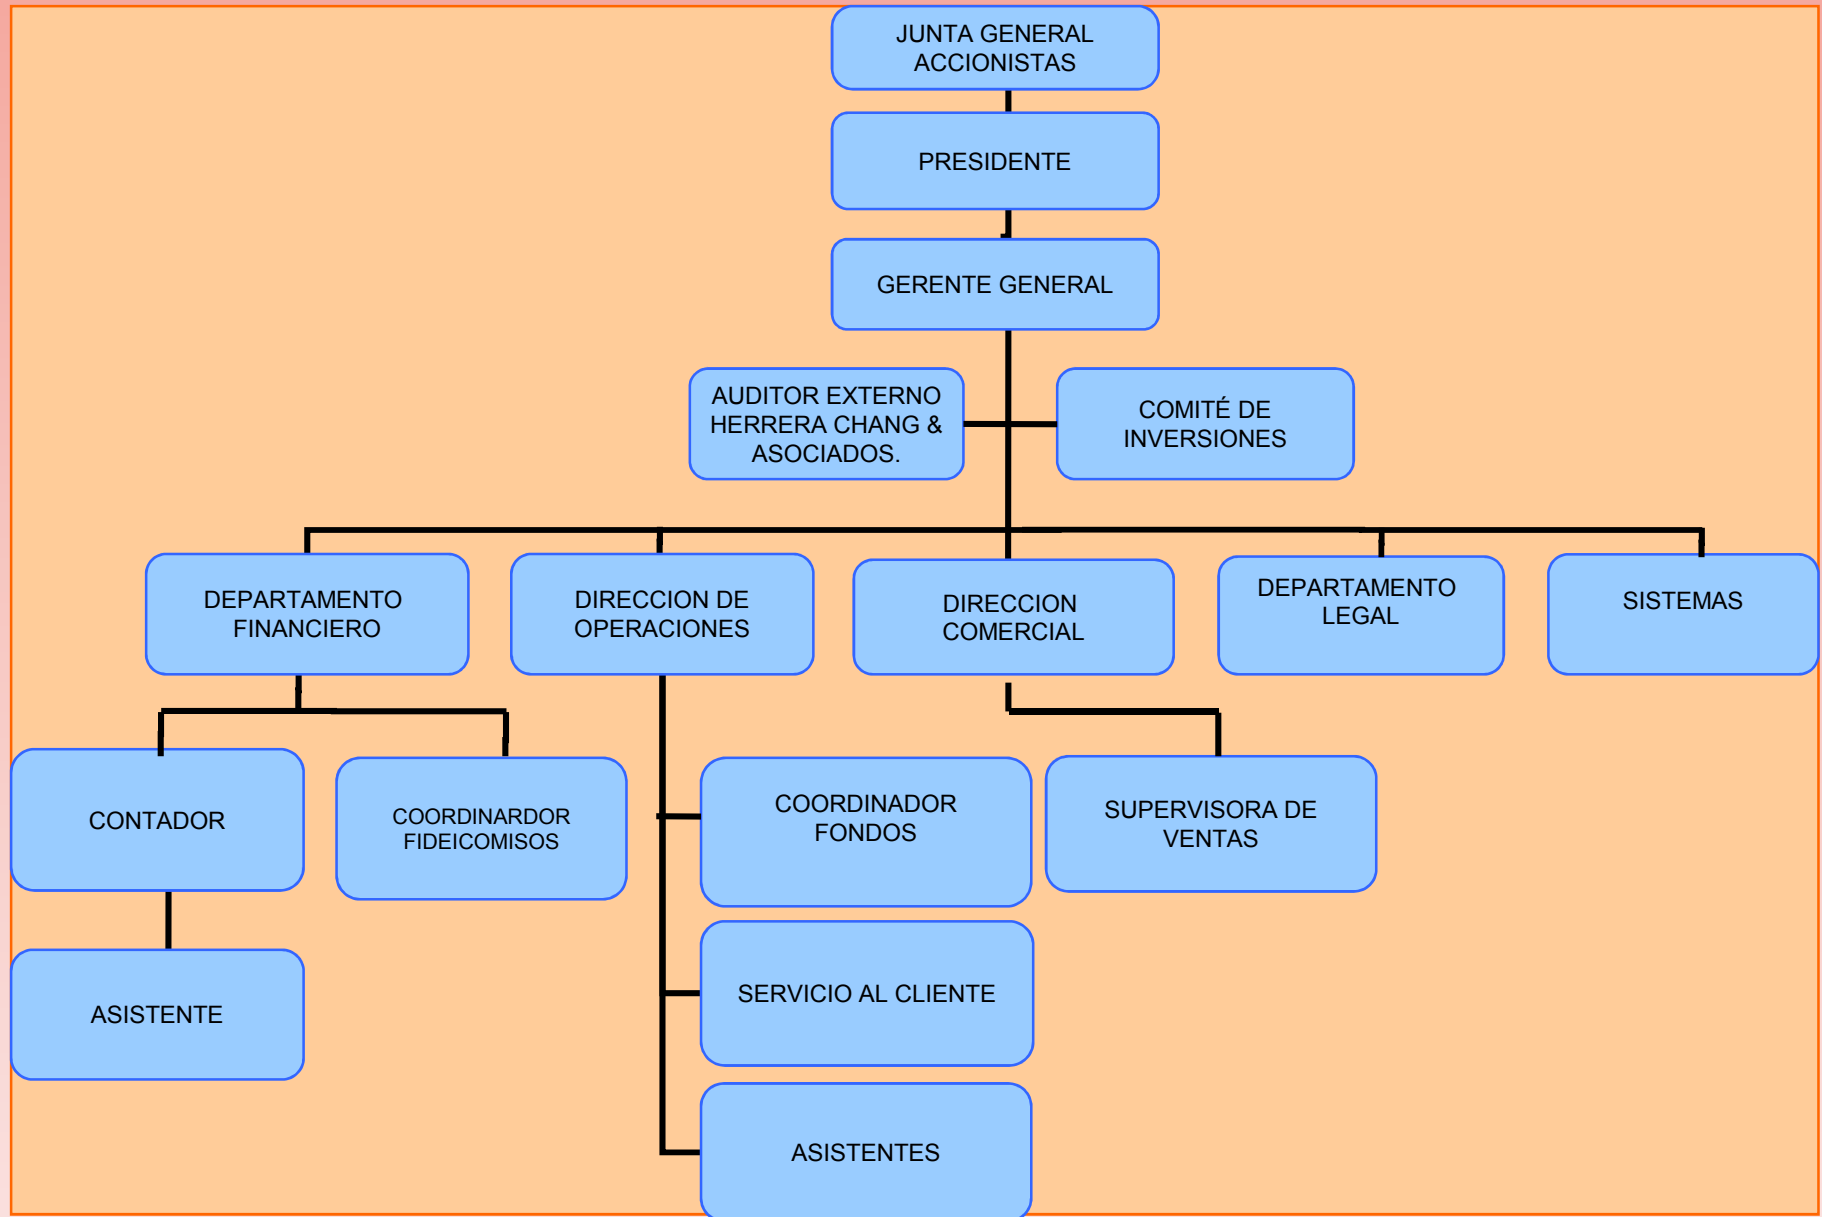 JUNTA GENERAL
ACCIONISTAS
PRESIDENTE
GERENTE GENERAL
AUDITOR EXTERNO
HERRERA CHANG &
ASOCIADOS.
COMITÉ DE
INVERSIONES
DEPARTAMENTO
FINANCIERO
DIRECCION DE
OPERACIONES
DIRECCION
COMERCIAL
DEPARTAMENTO
LEGAL
SISTEMAS
CONTADOR
COORDINARDOR
FIDEICOMISOS
COORDINADOR
FONDOS
SUPERVISORA DE
VENTAS
ASISTENTE
SERVICIO AL CLIENTE
ASISTENTES